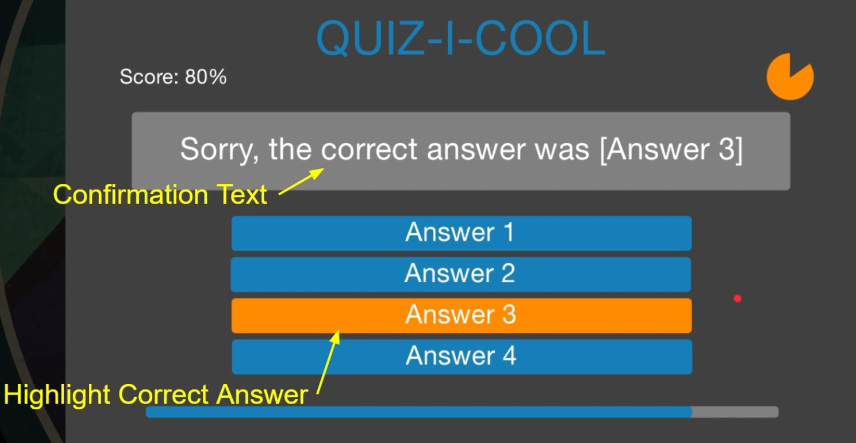 QUIZ-I-COOL
Score: 80%
Sorry, the correct answer was [Answer 3]
Confirmation Text
Answer 1
Answer 2
Answer 3
Answer 4
Highlight Correct Answer